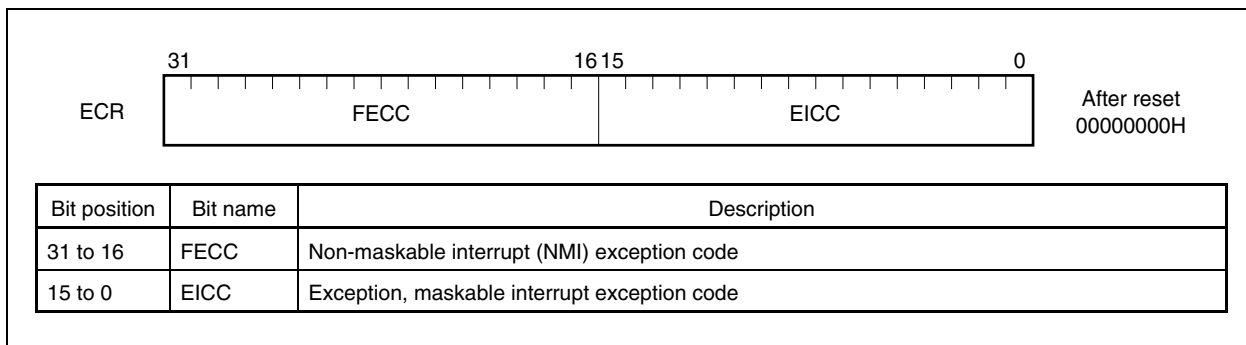 31 16 15 0
ECR FECC EICC After reset
00000000H
Bit position Bit name Description
31 to 16 FECC Non-maskable interrupt (NMI) exception code
15 to 0 EICC Exception, maskable interrupt exception code